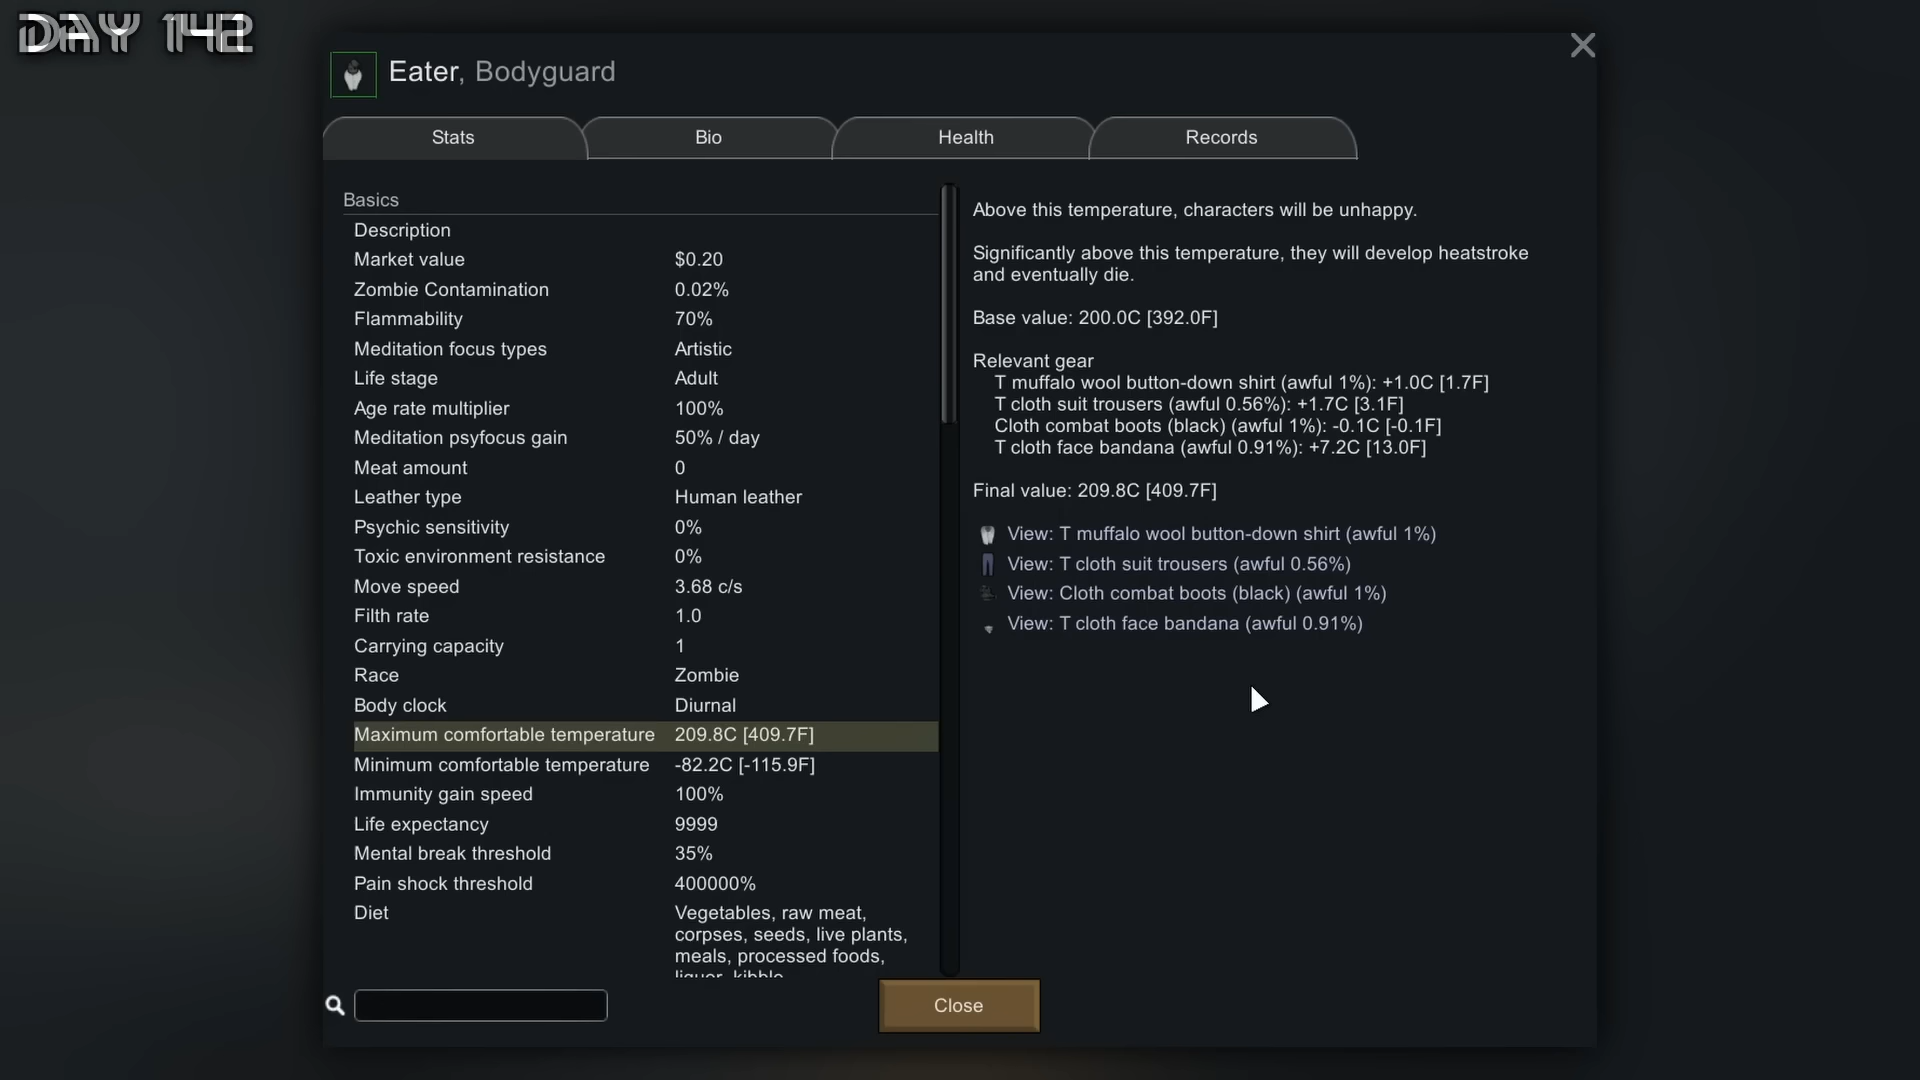 DAY 142
Eater, Bodyguard
Stats
Bio
Health
Records
Basics
Description
Market value $0.20
Zombie Contamination 0.02%
Flammability 70%
Meditation focus types Artistic
Life stage Adult
Age rate multiplier 100%
Meditation psyfocus gain 50% / day
Meat amount 0
Leather type Human leather
Psychic sensitivity 0%
Toxic environment resistance 0%
Move speed 3.68 c/s
Filth rate 1.0
Carrying capacity 1
Race Zombie
Body clock Diurnal
Maximum comfortable temperature 209.8C [409.7F]
Minimum comfortable temperature -82.2C [-115.9F]
Immunity gain speed 100%
Life expectancy 9999
Mental break threshold 35%
Pain shock threshold 400000%
Diet Vegetables, raw meat,
corpses, seeds, live plants,
meals, processed foods,
liquor, kibble
Above this temperature, characters will be unhappy.
Significantly above this temperature, they will develop heatstroke
and eventually die.
Base value: 200.0C [392.0F]
Relevant gear
T muffalo wool button-down shirt (awful 1%): +1.0C [1.7F]
T cloth suit trousers (awful 0.56%): +1.7C [3.1F]
Cloth combat boots (black) (awful 1%): -0.1C [-0.1F]
T cloth face bandana (awful 0.91%): +7.2C [13.0F]
Final value: 209.8C [409.7F]
View: T muffalo wool button-down shirt (awful 1%)
View: T cloth suit trousers (awful 0.56%)
View: Cloth combat boots (black) (awful 1%)
View: T cloth face bandana (awful 0.91%)
Close